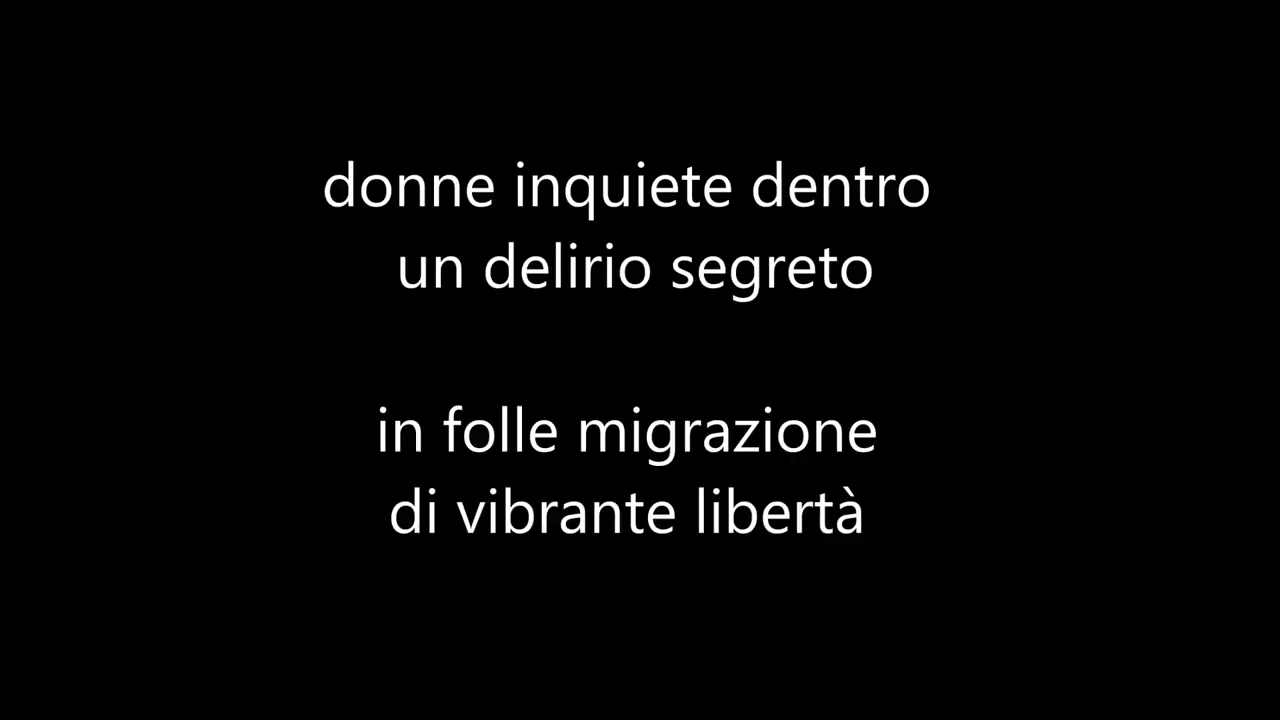 donne inquiete dentro
un delirio segreto
in folle migrazione
di vibrante libertà